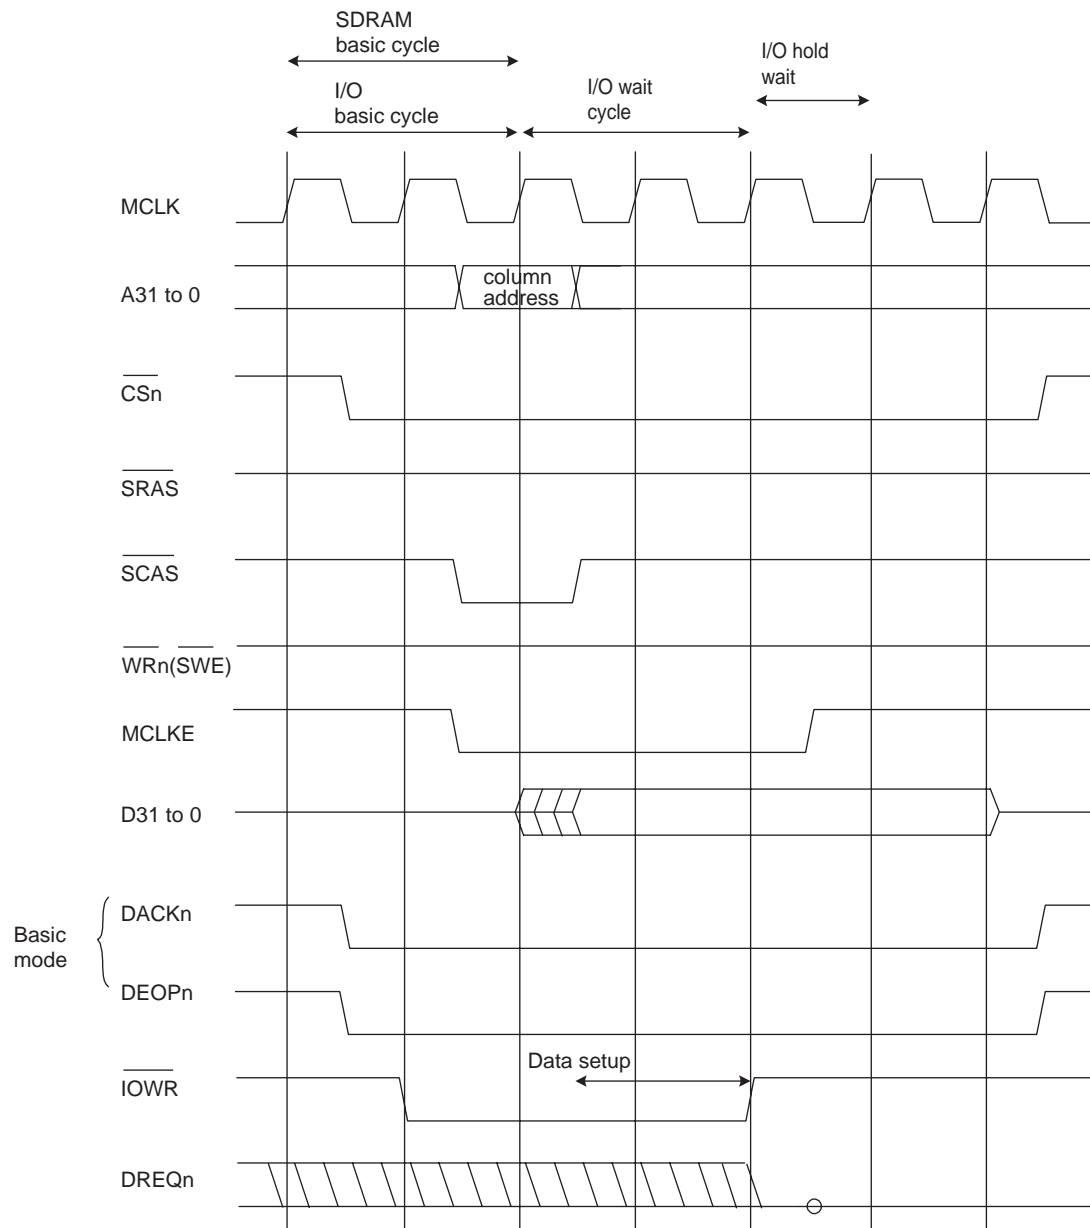 SDRAM
basic cycle
I/O
basic cycle
I/O wait
cycle
I/O hold
wait
MCLK
A31 to 0
column
address
CSn
SRAS
SCAS
WRn(SWE)
MCLKE
D31 to 0
Basic
mode
DACKn
DEOPn
Data setup
IOWR
DREQn